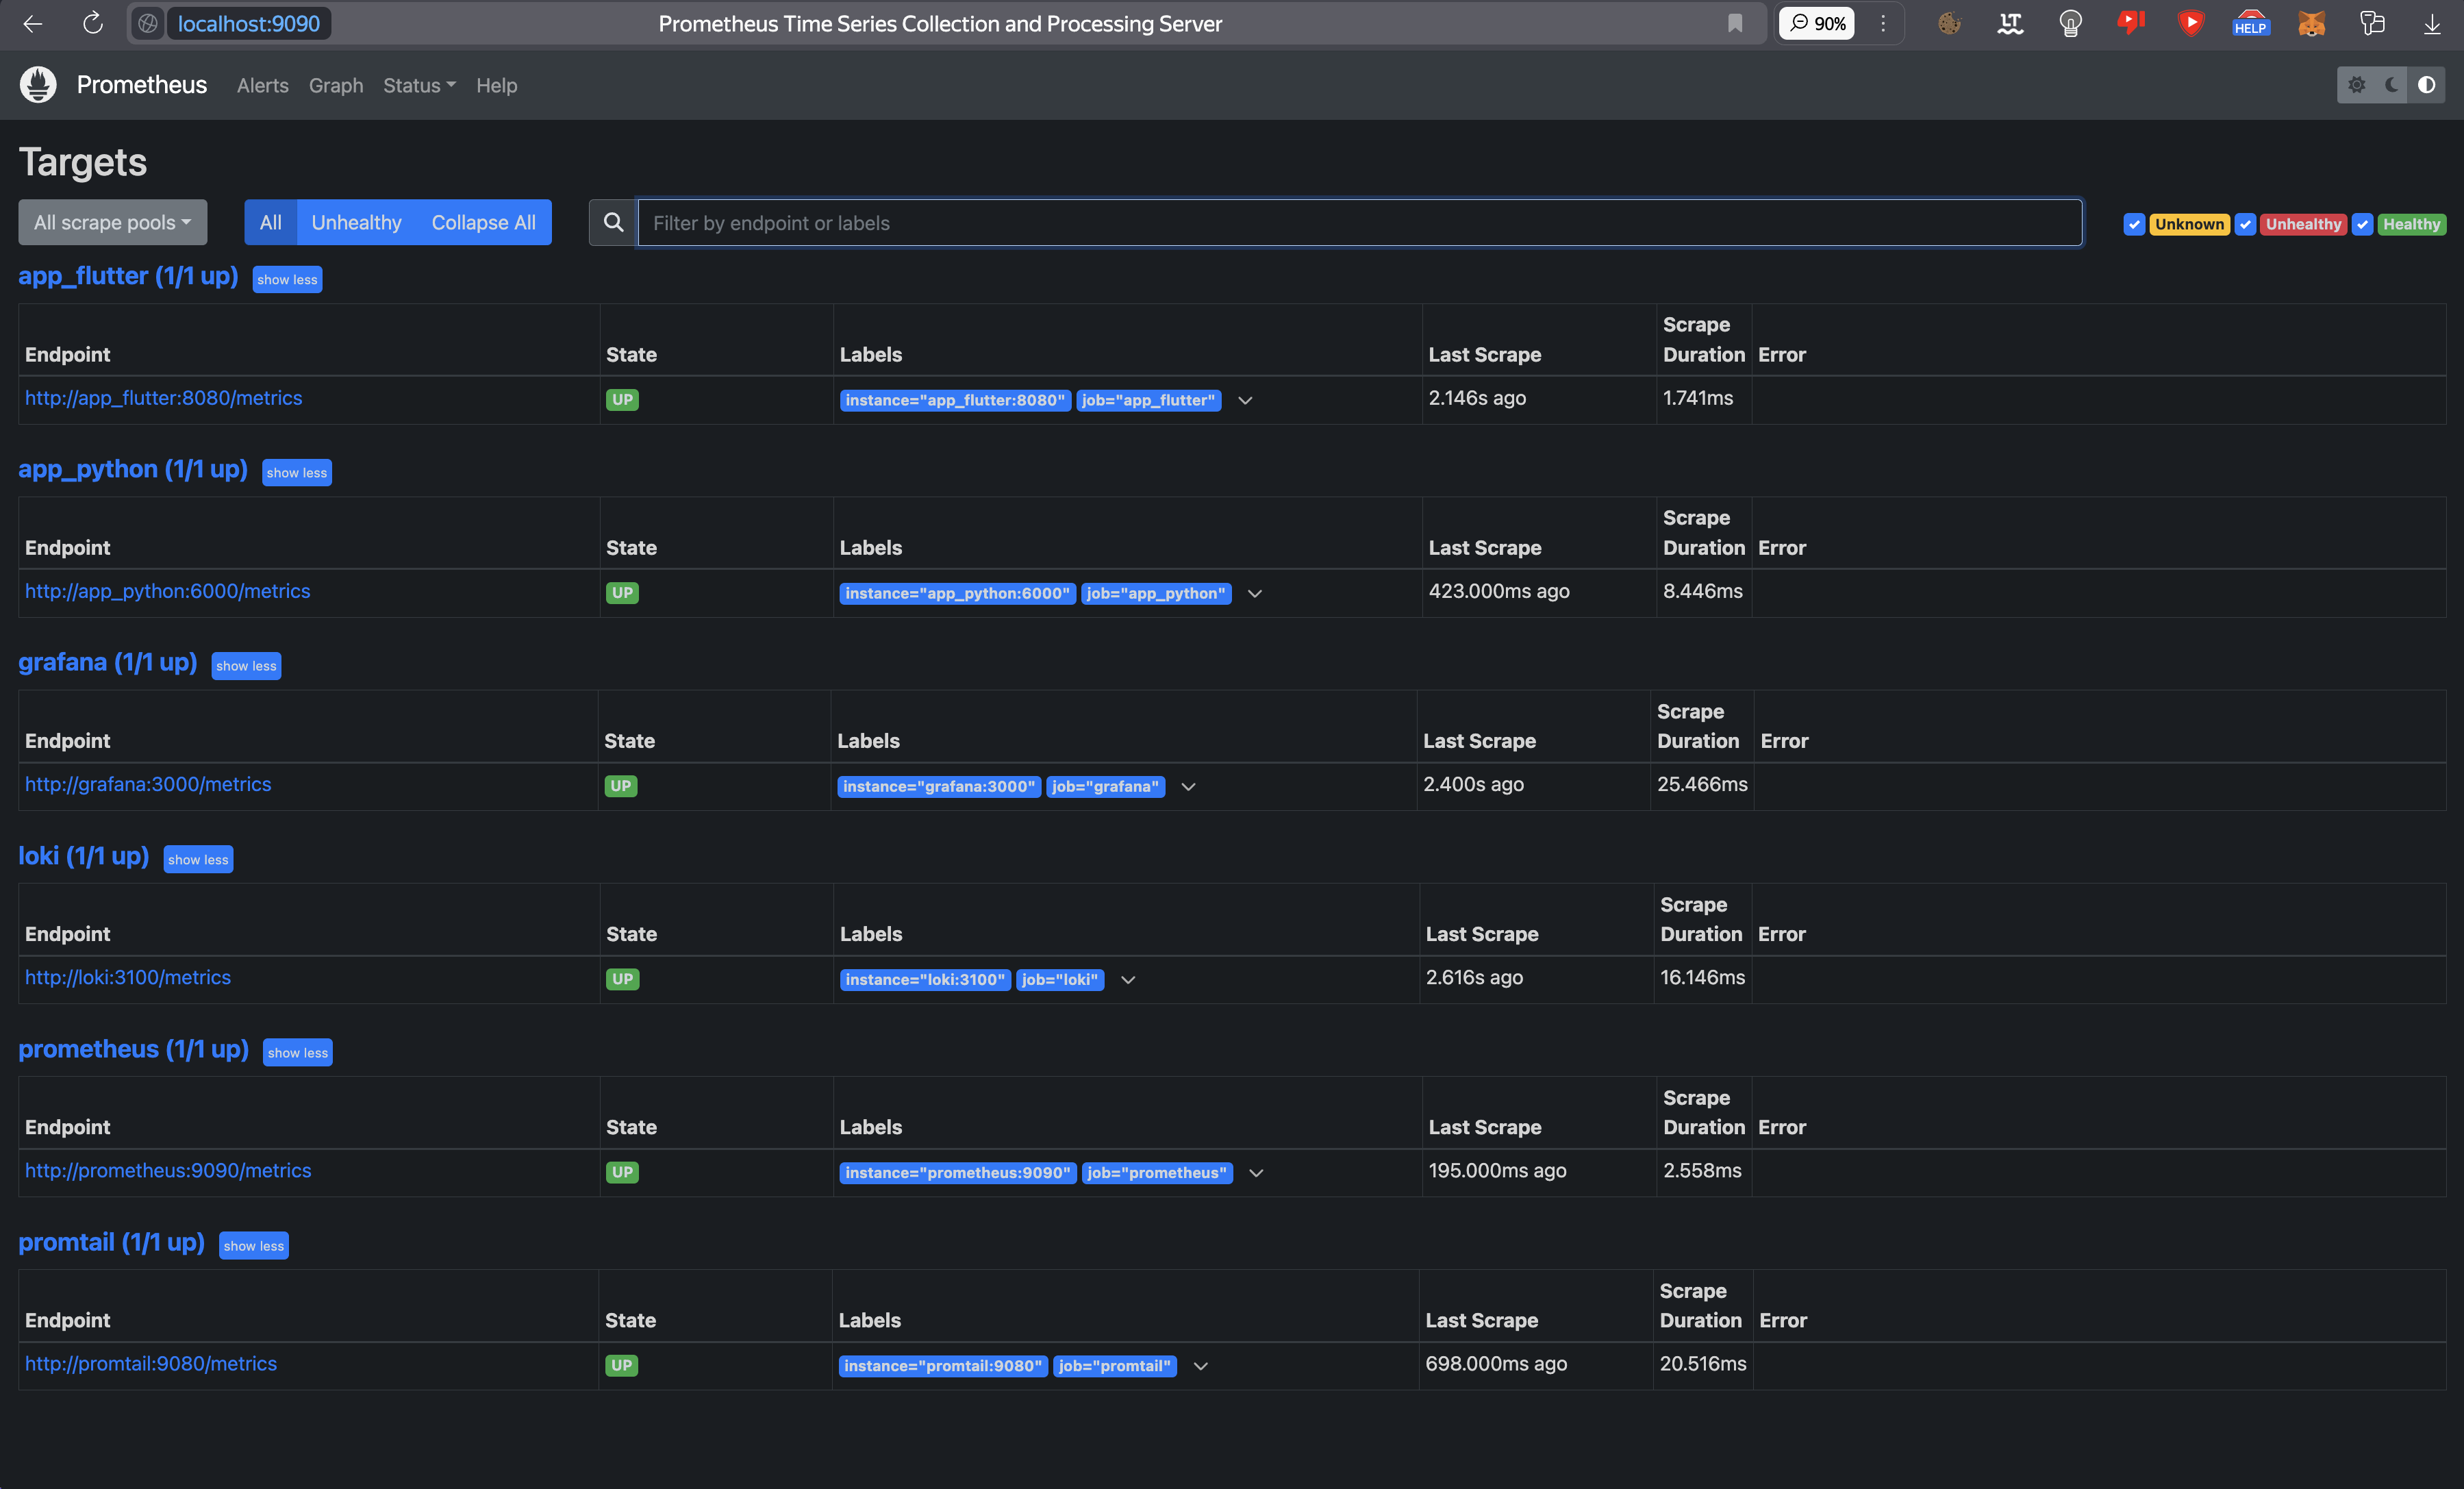 localhost:9090 Prometheus Time Series Collection and Processing Server 90% LT HELP
Prometheus Alerts Graph Status Help
Targets
All scrape pools All Unhealthy Collapse All Filter by endpoint or labels Unknown Unhealthy Healthy
app_flutter (1/1 up) show less
Endpoint State Labels Last Scrape Scrape Duration Error
http://app_flutter:8080/metrics UP instance="app_flutter:8080" job="app_flutter" 2.146s ago 1.741ms
app_python (1/1 up) show less
Endpoint State Labels Last Scrape Scrape Duration Error
http://app_python:6000/metrics UP instance="app_python:6000" job="app_python" 423.000ms ago 8.446ms
grafana (1/1 up) show less
Endpoint State Labels Last Scrape Scrape Duration Error
http://grafana:3000/metrics UP instance="grafana:3000" job="grafana" 2.400s ago 25.466ms
loki (1/1 up) show less
Endpoint State Labels Last Scrape Scrape Duration Error
http://loki:3100/metrics UP instance="loki:3100" job="loki" 2.616s ago 16.146ms
prometheus (1/1 up) show less
Endpoint State Labels Last Scrape Scrape Duration Error
http://prometheus:9090/metrics UP instance="prometheus:9090" job="prometheus" 195.000ms ago 2.558ms
promtail (1/1 up) show less
Endpoint State Labels Last Scrape Scrape Duration Error
http://promtail:9080/metrics UP instance="promtail:9080" job="promtail" 698.000ms ago 20.516ms